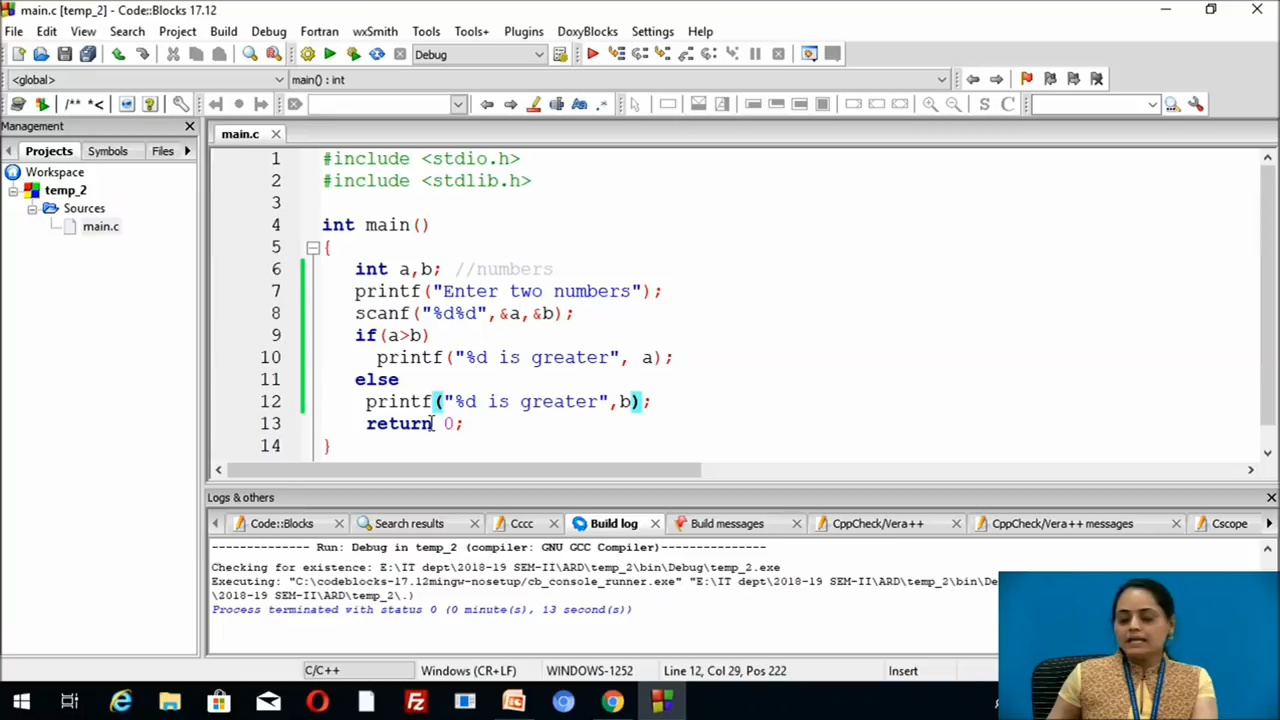 main.c [temp_2] - Code::Blocks 17.12
File Edit View Search Project Build Debug Fortran wxSmith Tools Tools+ Plugins DoxyBlocks Settings Help
Debug
<global> main() : int
/** *<
S C
Management
Projects Symbols Files
Workspace
temp_2
Sources
main.c
main.c
1 #include <stdio.h>
2 #include <stdlib.h>
3
4 int main()
5 {
6 int a,b; //numbers
7 printf("Enter two numbers");
8 scanf("%d%d",&a,&b);
9 if(a>b)
10 printf("%d is greater", a);
11 else
12 printf("%d is greater",b);
13 return 0;
14 }
Logs & others
Code::Blocks Search results Cccc Build log Build messages CppCheck/Vera++ CppCheck/Vera++ messages Cscope
-------------- Run: Debug in temp_2 (compiler: GNU GCC Compiler)---------------
Checking for existence: E:\IT dept\2018-19 SEM-II\ARD\temp_2\bin\Debug\temp_2.exe
Executing: "C:\codeblocks-17.12mingw-nosetup/cb_console_runner.exe" "E:\IT dept\2018-19 SEM-II\ARD\temp_2\bin\De
\2018-19 SEM-II\ARD\temp_2\.)
Process terminated with status 0 (0 minute(s), 13 second(s))
C/C++ Windows (CR+LF) WINDOWS-1252 Line 12, Col 29, Pos 222 Insert